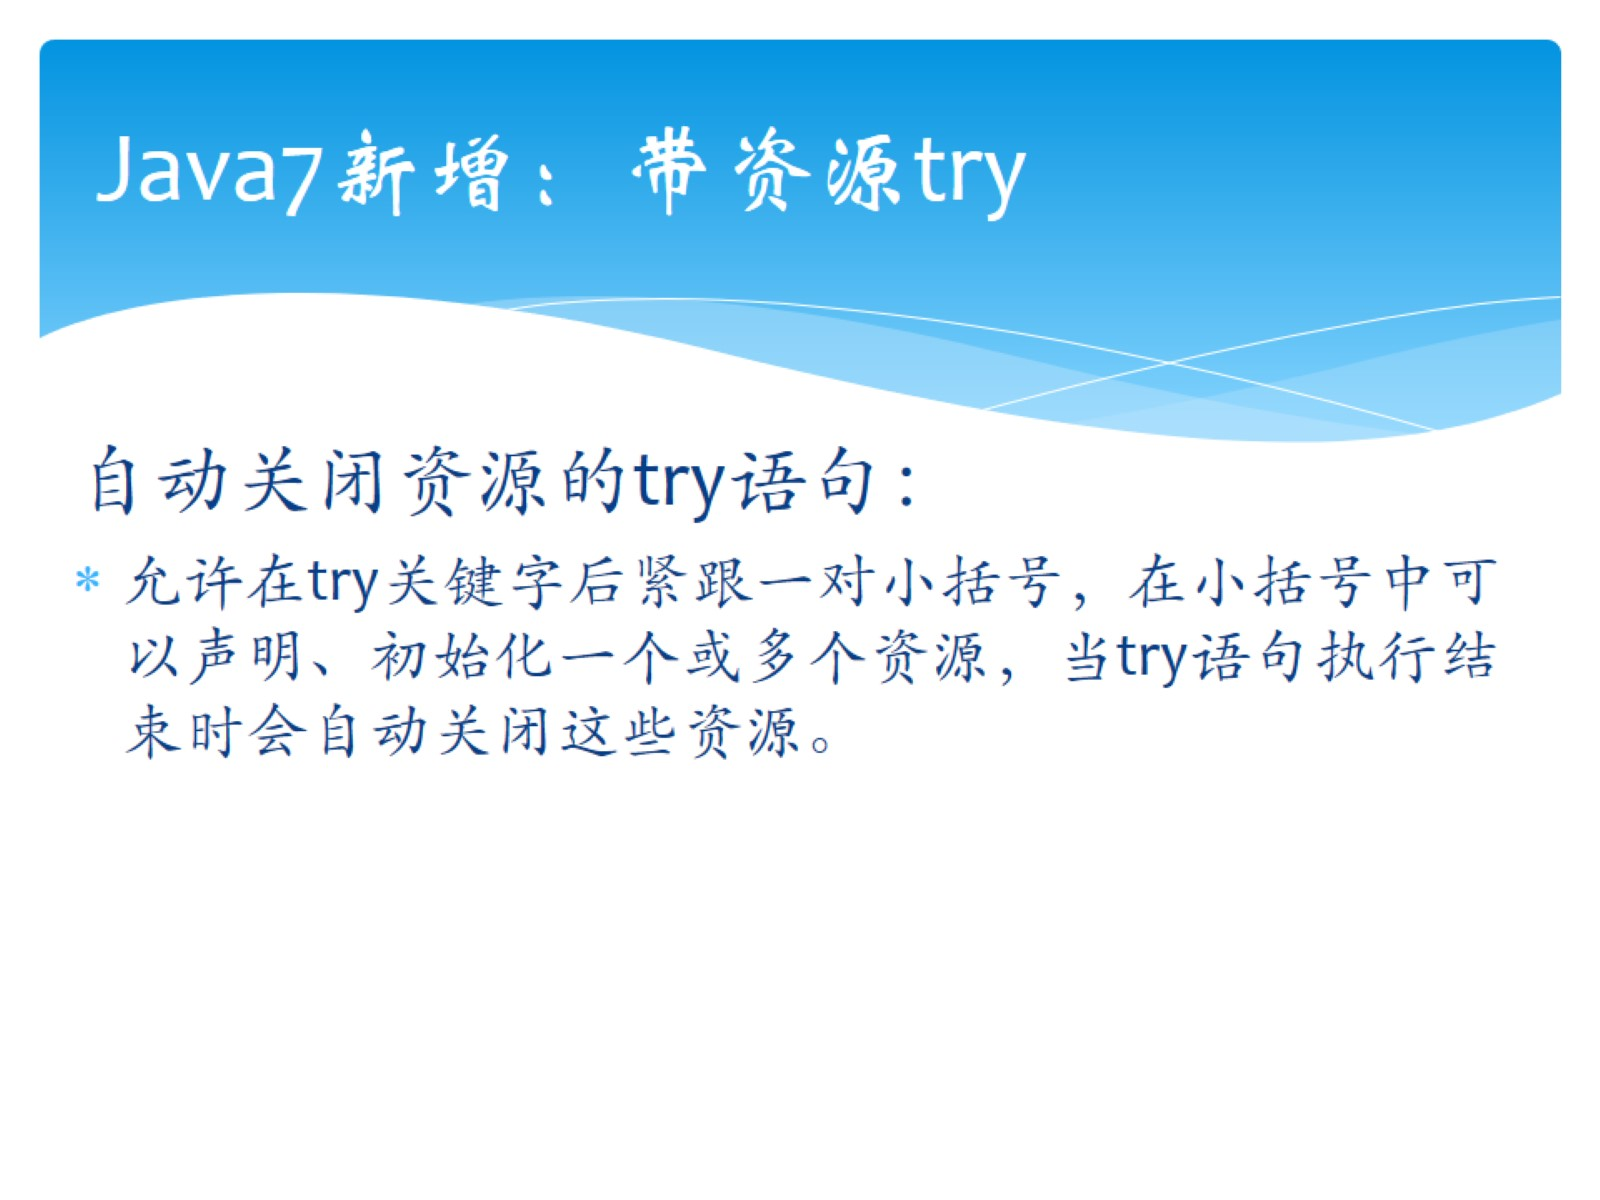 Java7新增：带资源try
自动关闭资源的try语句：
* 允许在try关键字后紧跟一对小括号，在小括号中可
以声明、初始化一个或多个资源，当try语句执行结
束时会自动关闭这些资源。